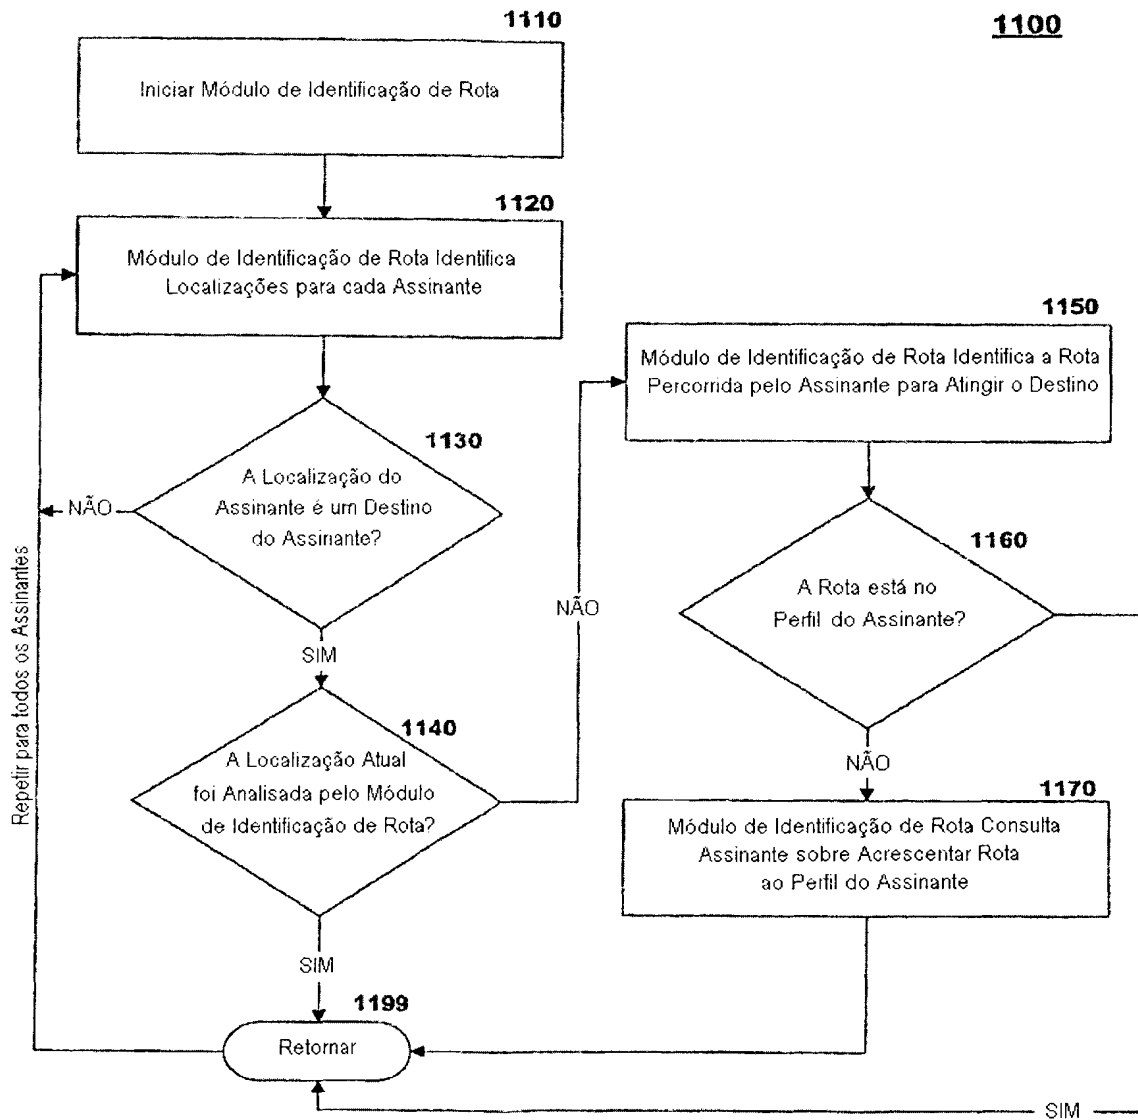 1110
1100
Iniciar Módulo de Identificação de Rota
1120
Módulo de Identificação de Rota Identifica
Localizações para cada Assinante
1130
A Localização do
Assinante é um Destino
do Assinante?
NÃO
SIM
1140
A Localização Atual
foi Analisada pelo Módulo
de Identificação de Rota?
NÃO
SIM
1150
Módulo de Identificação de Rota Identifica a Rota
Percorrida pelo Assinante para Atingir o Destino
1160
A Rota está no
Perfil do Assinante?
NÃO
1170
Módulo de Identificação de Rota Consulta
Assinante sobre Acrescentar Rota
ao Perfil do Assinante
1199
Retornar
SIM
Repetir para todos os Assinantes